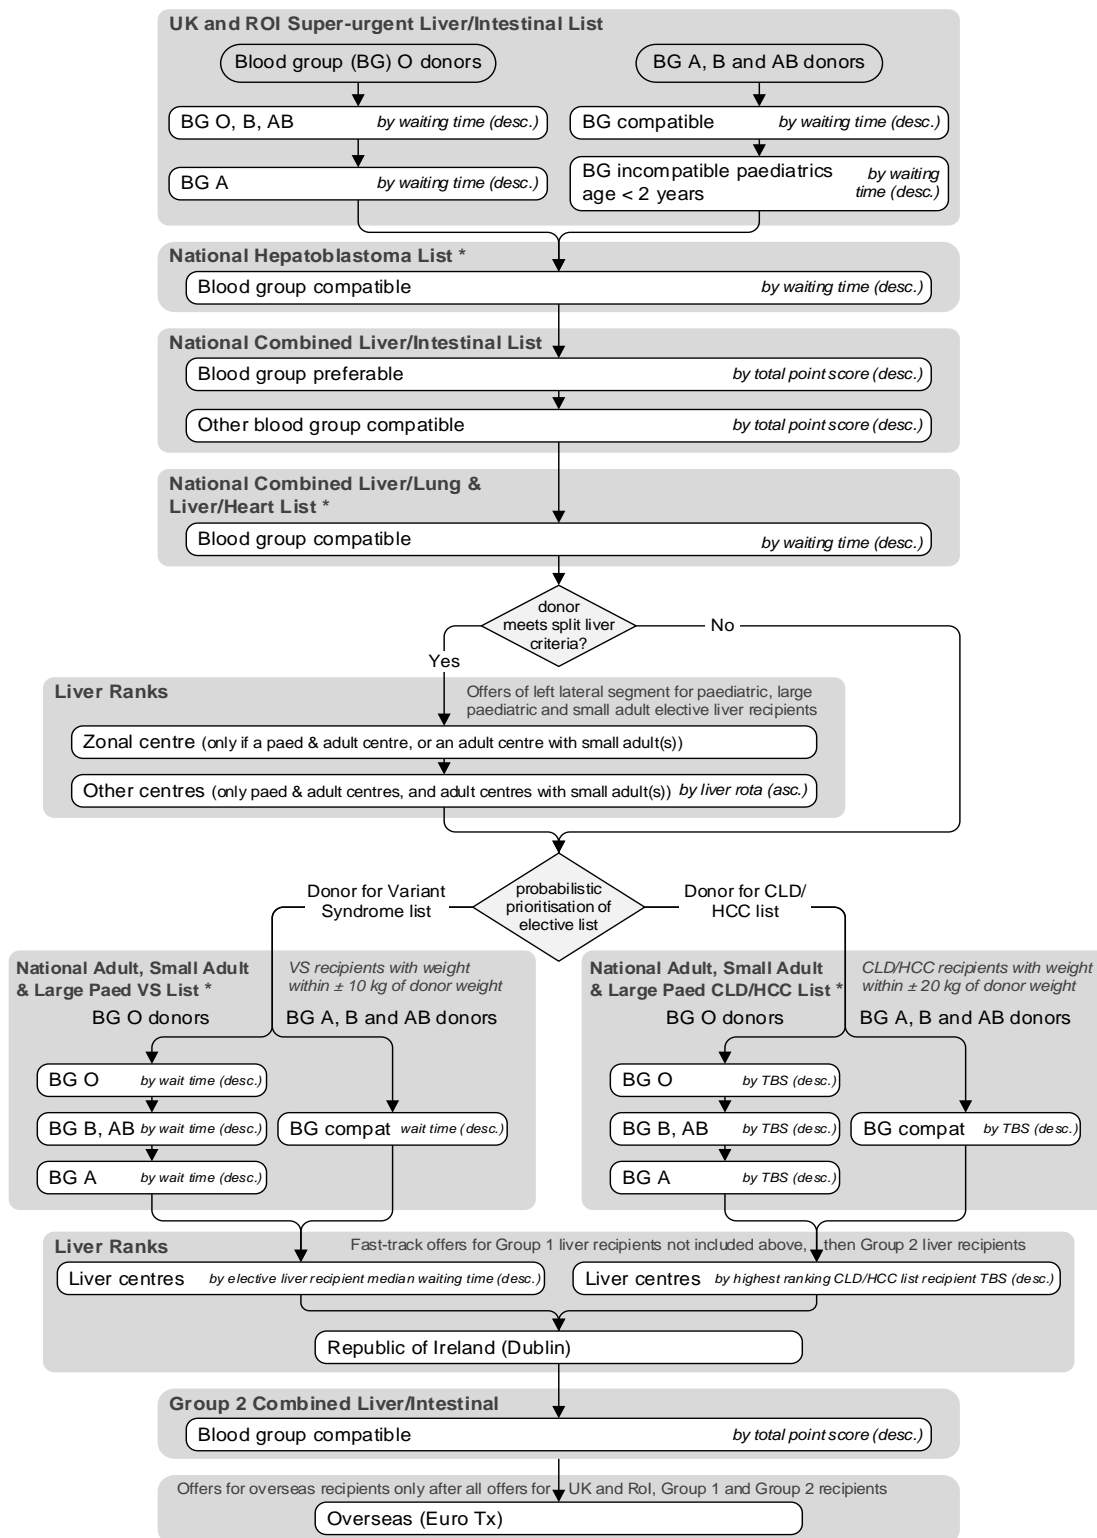 UK and ROI Super-urgent Liver/Intestinal List
Blood group (BG) O donors
BG A, B and AB donors
BG O, B, AB by waiting time (desc.)
BG compatible by waiting time (desc.)
BG A by waiting time (desc.)
BG incompatible paediatrics by waiting
age < 2 years time (desc.)
National Hepatoblastoma List *
Blood group compatible by waiting time (desc.)
National Combined Liver/Intestinal List
Blood group preferable by total point score (desc.)
Other blood group compatible by total point score (desc.)
National Combined Liver/Lung &
Liver/Heart List *
Blood group compatible by waiting time (desc.)
donor
meets split liver
criteria?
No
Yes
Liver Ranks
Offers of left lateral segment for paediatric, large
paediatric and small adult elective liver recipients
Zonal centre (only if a paed & adult centre, or an adult centre with small adult(s))
Other centres (only paed & adult centres, and adult centres with small adult(s)) by liver rota (asc.)
probabilistic
prioritisation of
elective list
Donor for Variant
Syndrome list
Donor for CLD/
HCC list
National Adult, Small Adult
& Large Paed VS List *
VS recipients with weight
within ± 10 kg of donor weight
BG O donors
BG A, B and AB donors
BG O by wait time (desc.)
BG B, AB by wait time (desc.)
BG compat wait time (desc.)
BG A by wait time (desc.)
National Adult, Small Adult
& Large Paed CLD/HCC List *
CLD/HCC recipients with weight
within ± 20 kg of donor weight
BG O donors
BG A, B and AB donors
BG O by TBS (desc.)
BG B, AB by TBS (desc.)
BG compat by TBS (desc.)
BG A by TBS (desc.)
Liver Ranks
Fast-track offers for Group 1 liver recipients not included above, then Group 2 liver recipients
Liver centres by elective liver recipient median waiting time (desc.)
Liver centres by highest ranking CLD/HCC list recipient TBS (desc.)
Republic of Ireland (Dublin)
Group 2 Combined Liver/Intestinal
Blood group compatible by total point score (desc.)
Offers for overseas recipients only after all offers for UK and RoI, Group 1 and Group 2 recipients
Overseas (Euro Tx)